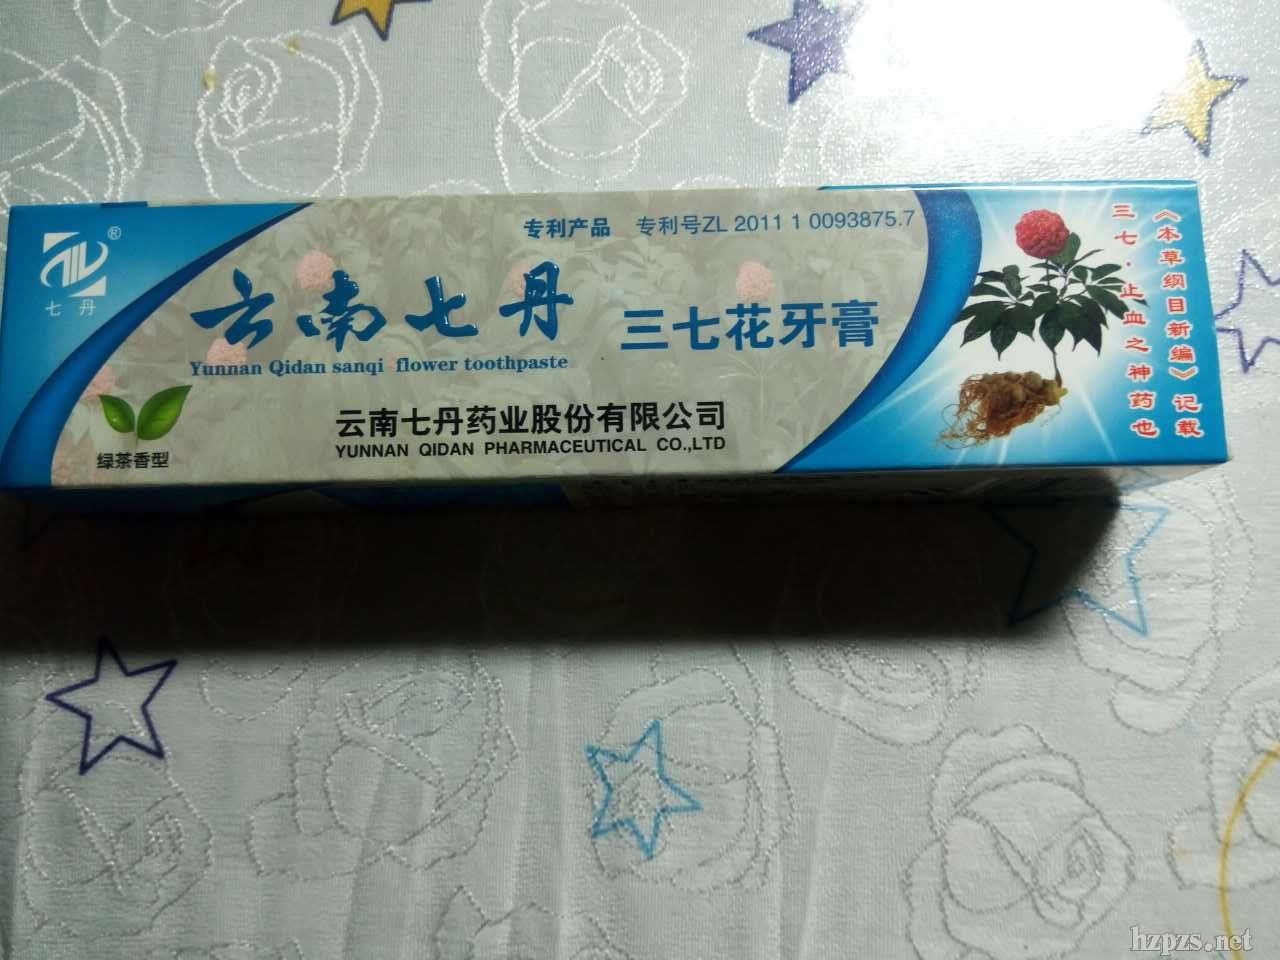 ®
七丹
专利产品 专利号ZL 2011 1 0093875.7
云南七丹
三七花牙膏
Yunnan Qidan sanqi flower toothpaste
云南七丹药业股份有限公司
YUNNAN QIDAN PHARMACEUTICAL CO.,LTD
绿茶香型
《本草纲目新编》记载
三七·止血之神药也
hzpzs.net